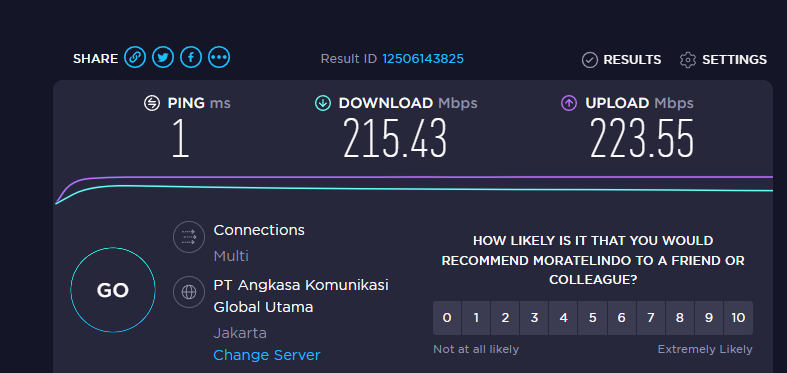 SHARE
Result ID 12506143825
RESULTS
SETTINGS
PING ms
1
DOWNLOAD Mbps
215.43
UPLOAD Mbps
223.55
GO
Connections
Multi
PT Angkasa Komunikasi
Global Utama
Jakarta
Change Server
HOW LIKELY IS IT THAT YOU WOULD
RECOMMEND MORATELINDO TO A FRIEND OR
COLLEAGUE?
0 1 2 3 4 5 6 7 8 9 10
Not at all likely
Extremely Likely